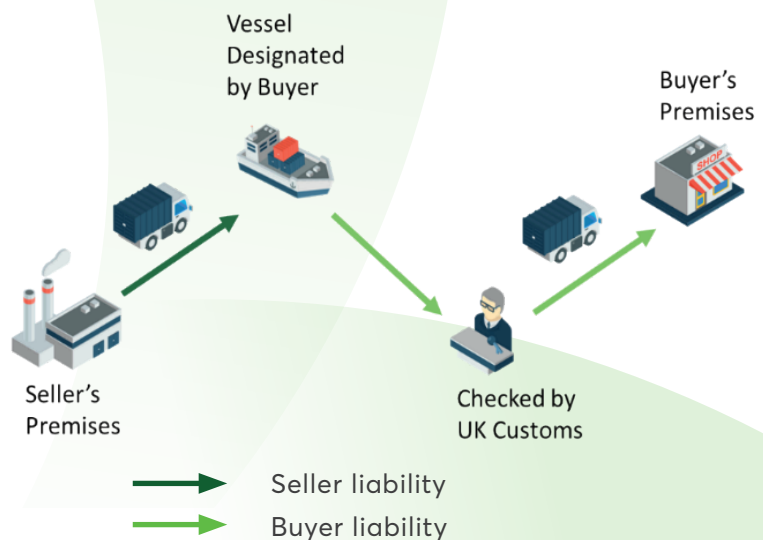 Vessel
Designated
by Buyer
Buyer's
Premises
SHOP
Seller's
Premises
Checked by
UK Customs
Seller liability
Buyer liability